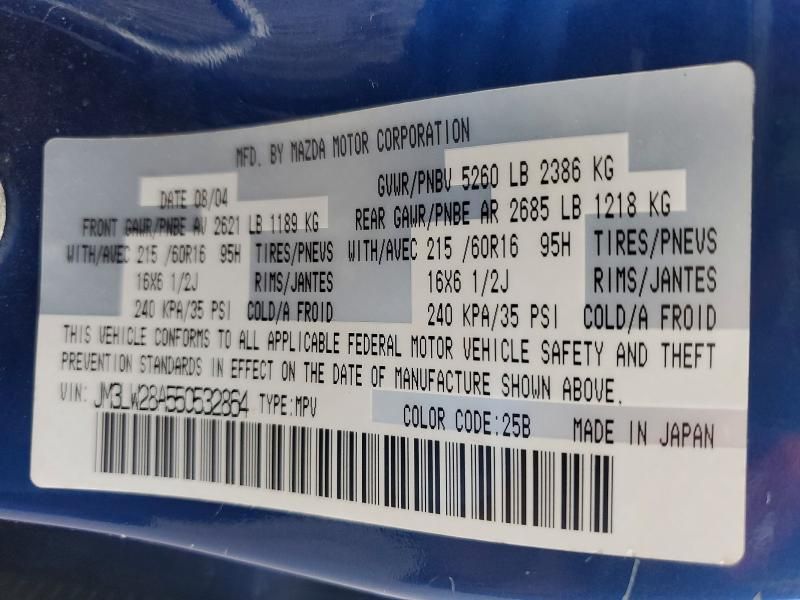 MFD. BY MAZDA MOTOR CORPORATION
DATE 08/04 GVWR/PNBV 5260 LB 2386 KG
FRONT GAWR/PNBE AV 2621 LB 1189 KG REAR GAWR/PNBE AR 2685 LB 1218 KG
WITH/AVEC 215 /60R16 95H TIRES/PNEVS WITH/AVEC 215 /60R16 95H TIRES/PNEVS
16X6 1/2J RIMS/JANTES 16X6 1/2J RIMS/JANTES
240 KPA/35 PSI COLD/A FROID 240 KPA/35 PSI COLD/A FROID
THIS VEHICLE CONFORMS TO ALL APPLICABLE FEDERAL MOTOR VEHICLE SAFETY AND THEFT
PREVENTION STANDARDS IN EFFECT ON THE DATE OF MANUFACTURE SHOWN ABOVE.
VIN: JM3LW28A550532864 TYPE:MPV COLOR CODE:25B MADE IN JAPAN